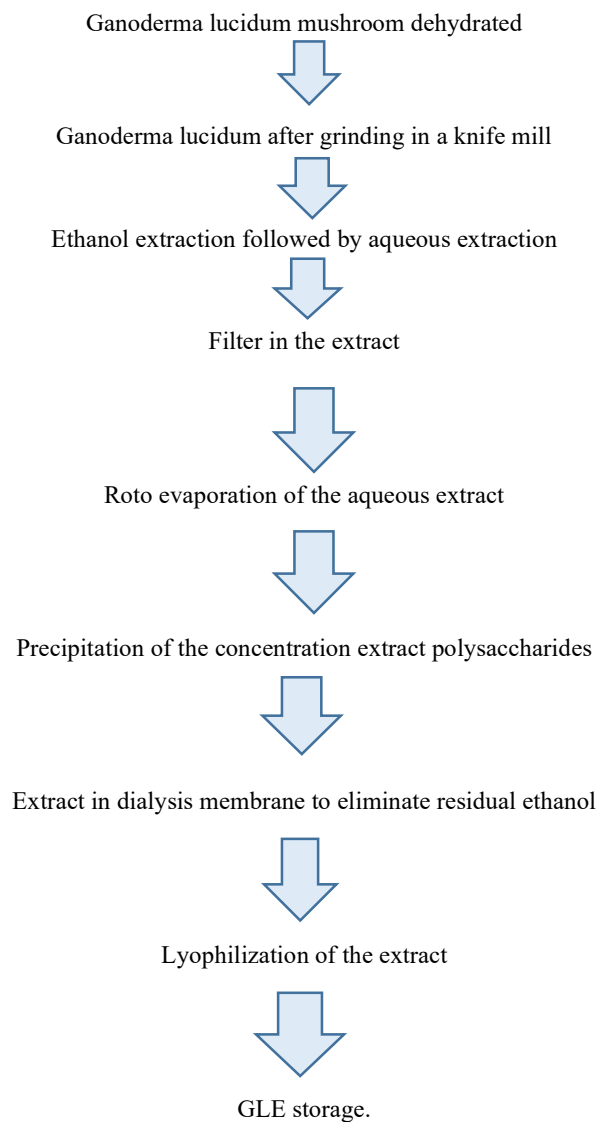 Ganoderma lucidum mushroom dehydrated
Ganoderma lucidum after grinding in a knife mill
Ethanol extraction followed by aqueous extraction
Filter in the extract
Roto evaporation of the aqueous extract
Precipitation of the concentration extract polysaccharides
Extract in dialysis membrane to eliminate residual ethanol
Lyophilization of the extract
GLE storage.